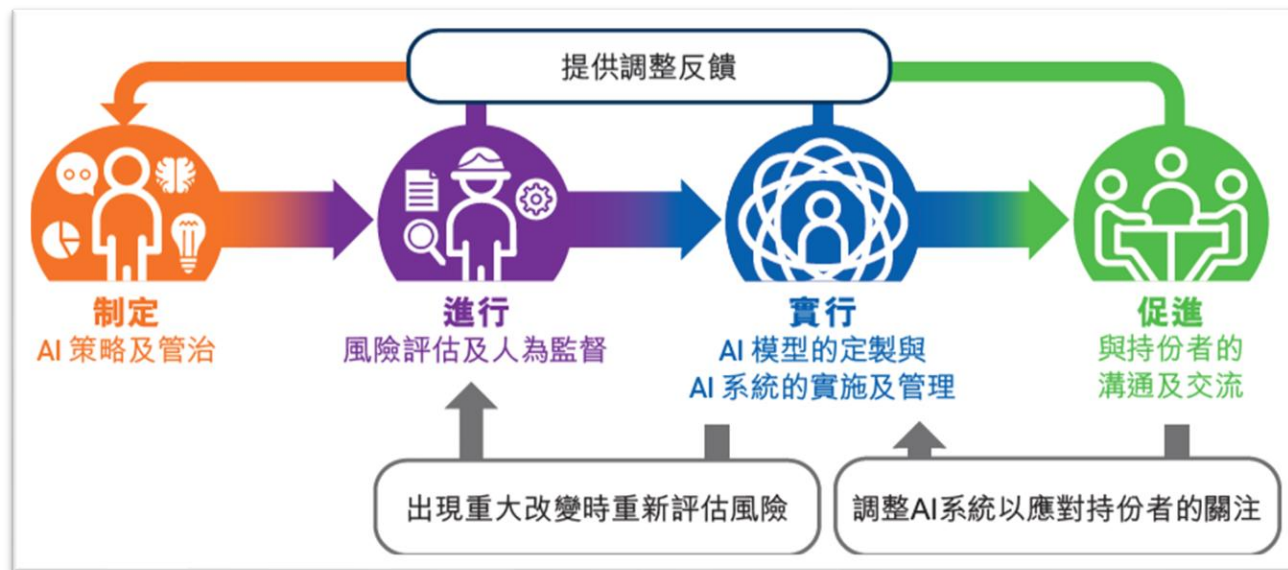 提供調整反饋
制定
AI 策略及管治
進行
風險評估及人為監督
實行
AI 模型的定製與
AI 系統的實施及管理
促進
與持份者的
溝通及交流
出現重大改變時重新評估風險
調整AI系統以應對持份者的關注